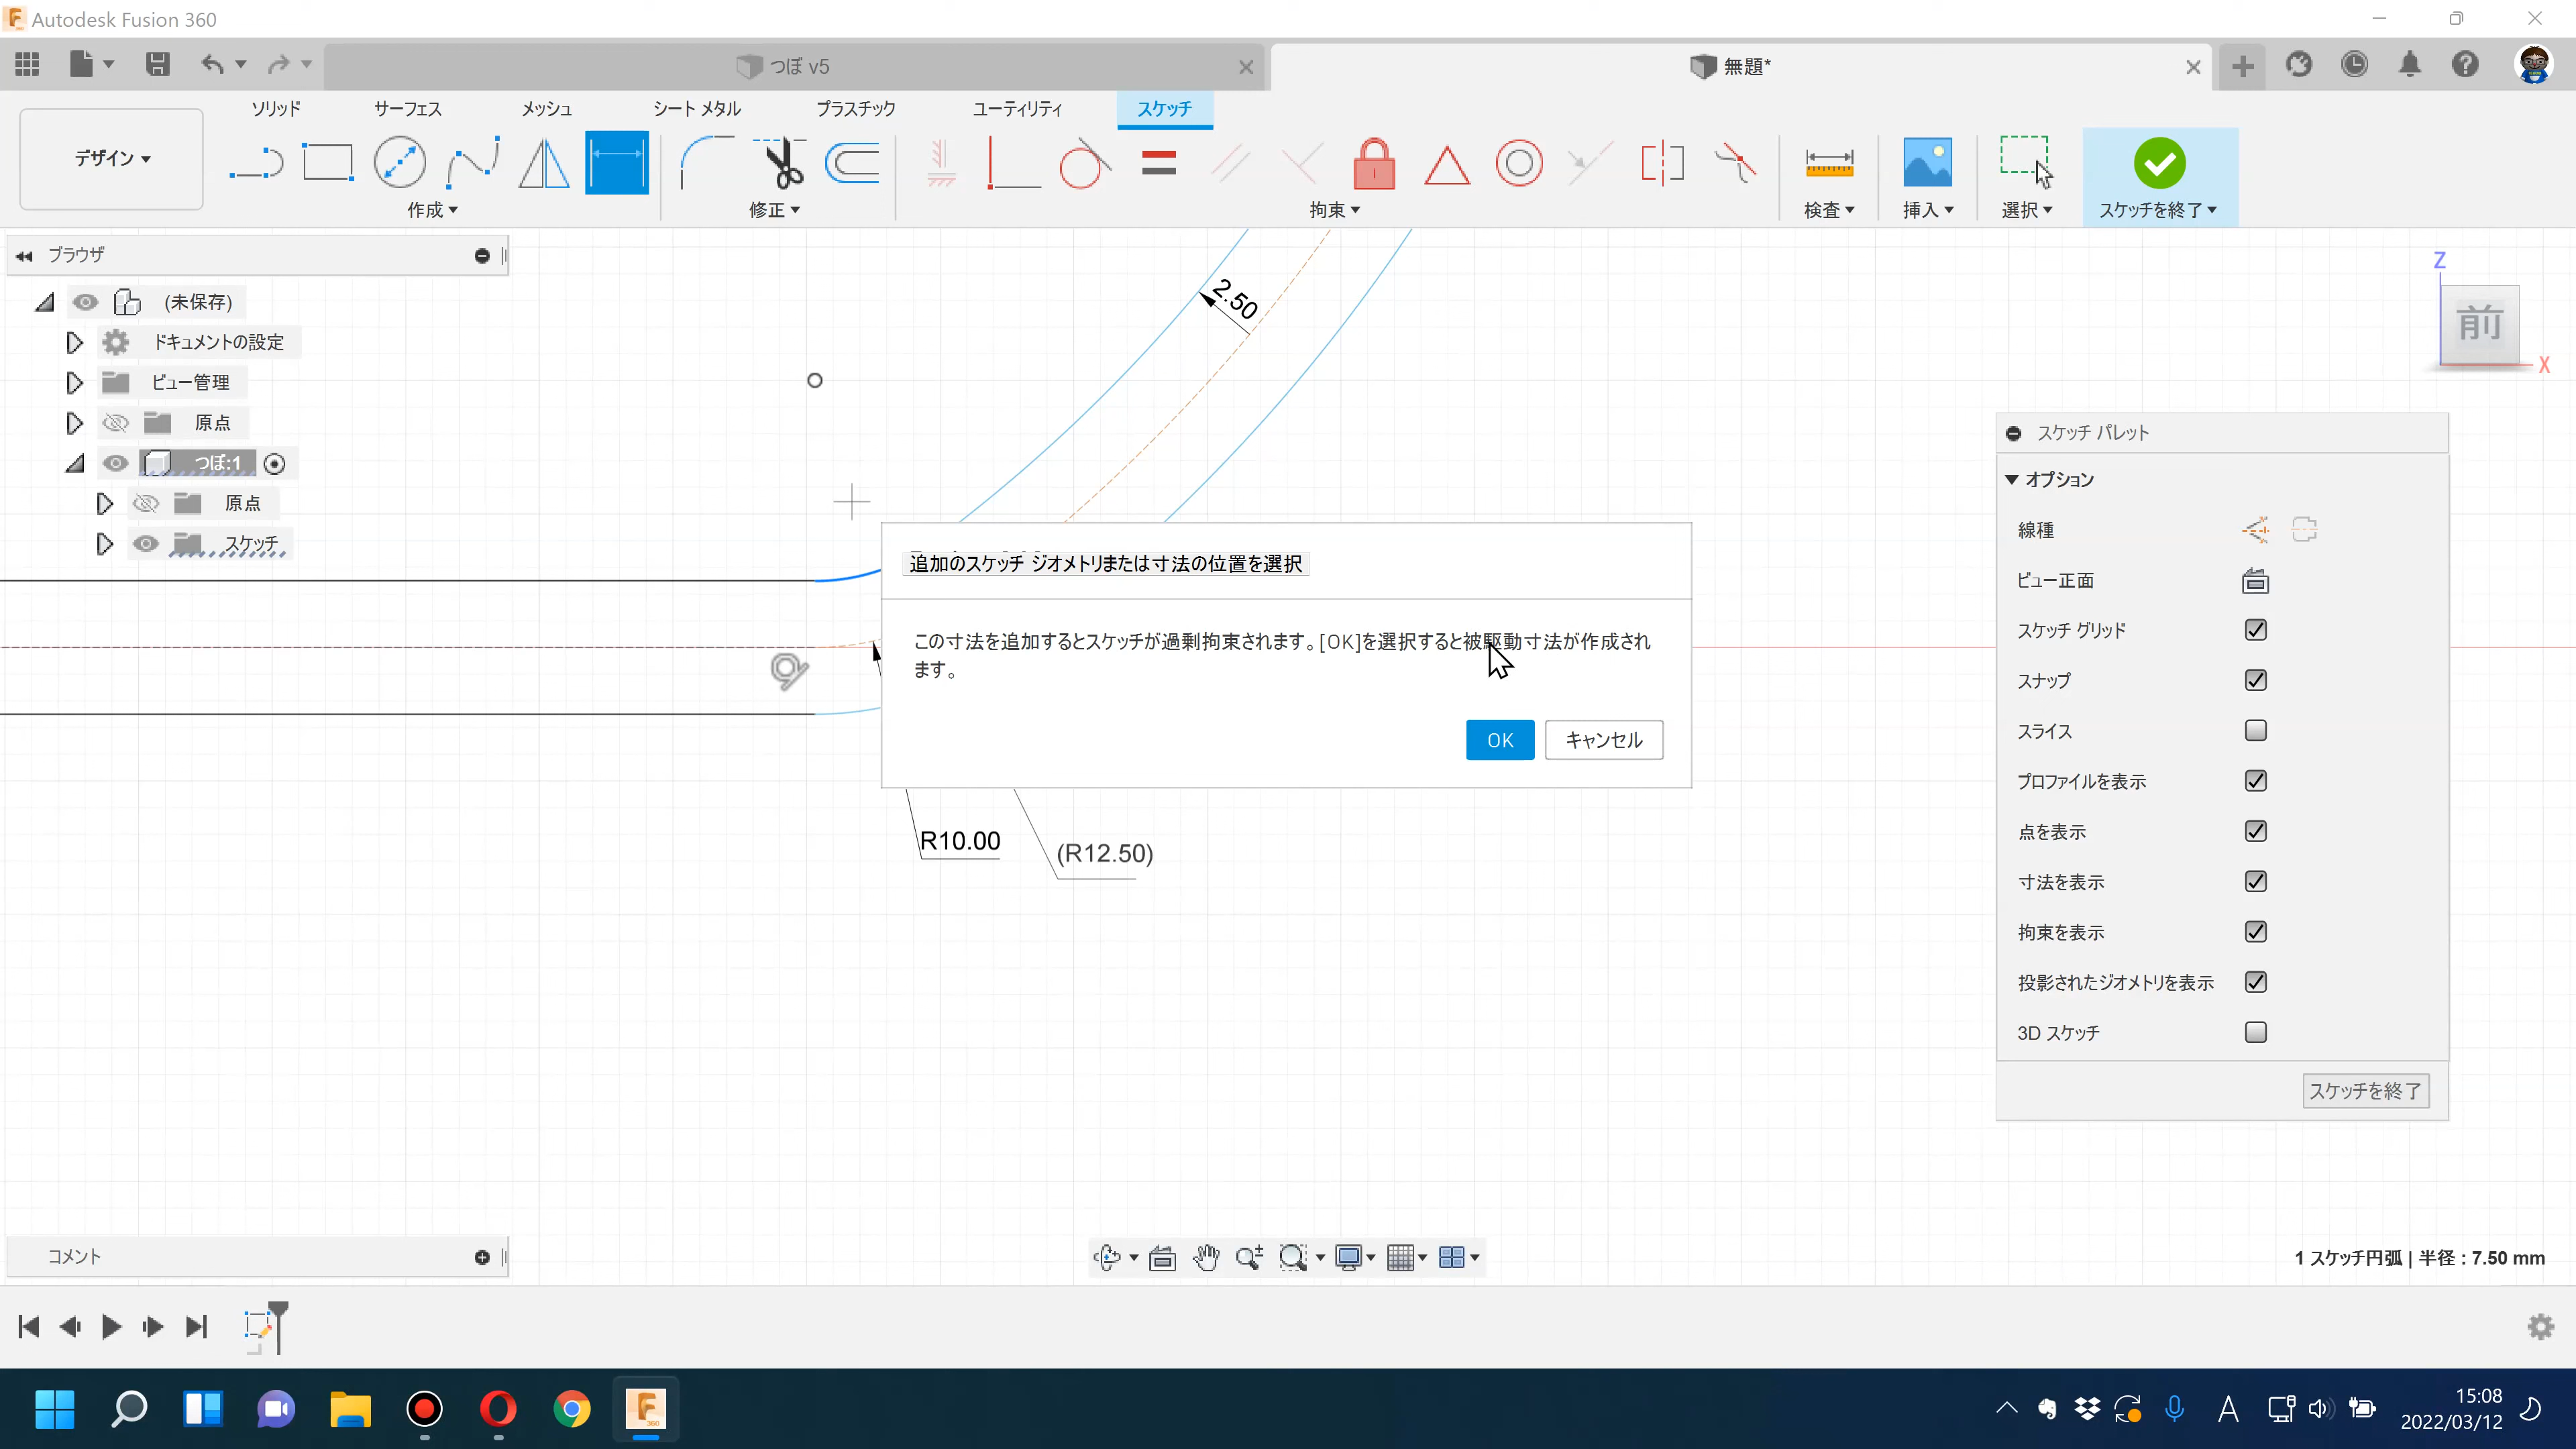 Autodesk Fusion 360
つぼ v5
無題*
ソリッド
サーフェス
メッシュ
シート メタル
プラスチック
ユーティリティ
スケッチ
デザイン
作成
修正
拘束
検査
挿入
選択
スケッチを終了
ブラウザ
(未保存)
ドキュメントの設定
ビュー管理
原点
つぼ:1
原点
スケッチ
2.50
Z
前
X
スケッチ パレット
オプション
線種
ビュー正面
スケッチ グリッド
スナップ
スライス
プロファイルを表示
点を表示
寸法を表示
拘束を表示
投影されたジオメトリを表示
3D スケッチ
スケッチを終了
追加のスケッチ ジオメトリまたは寸法の位置を選択
この寸法を追加するとスケッチが過剰拘束されます。[OK]を選択すると被駆動寸法が作成され
ます。
OK
キャンセル
R10.00
(R12.50)
コメント
1 スケッチ円弧 | 半径 : 7.50 mm
360
A
15:08
2022/03/12